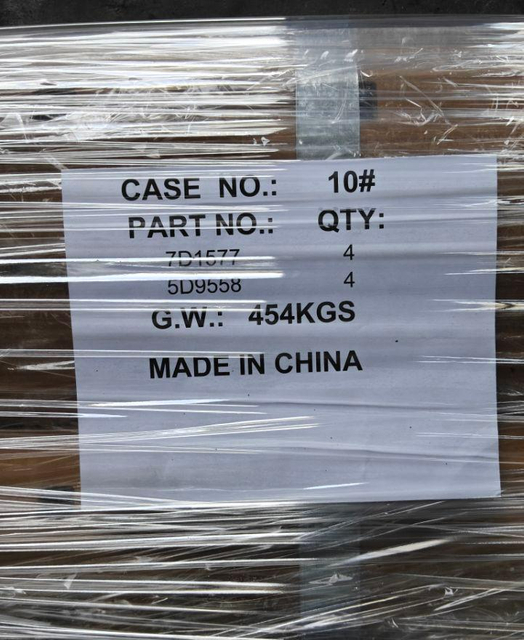 CASE NO.: 10#
PART NO.: QTY:
7D1577 4
5D9558 4
G.W.: 454KGS
MADE IN CHINA